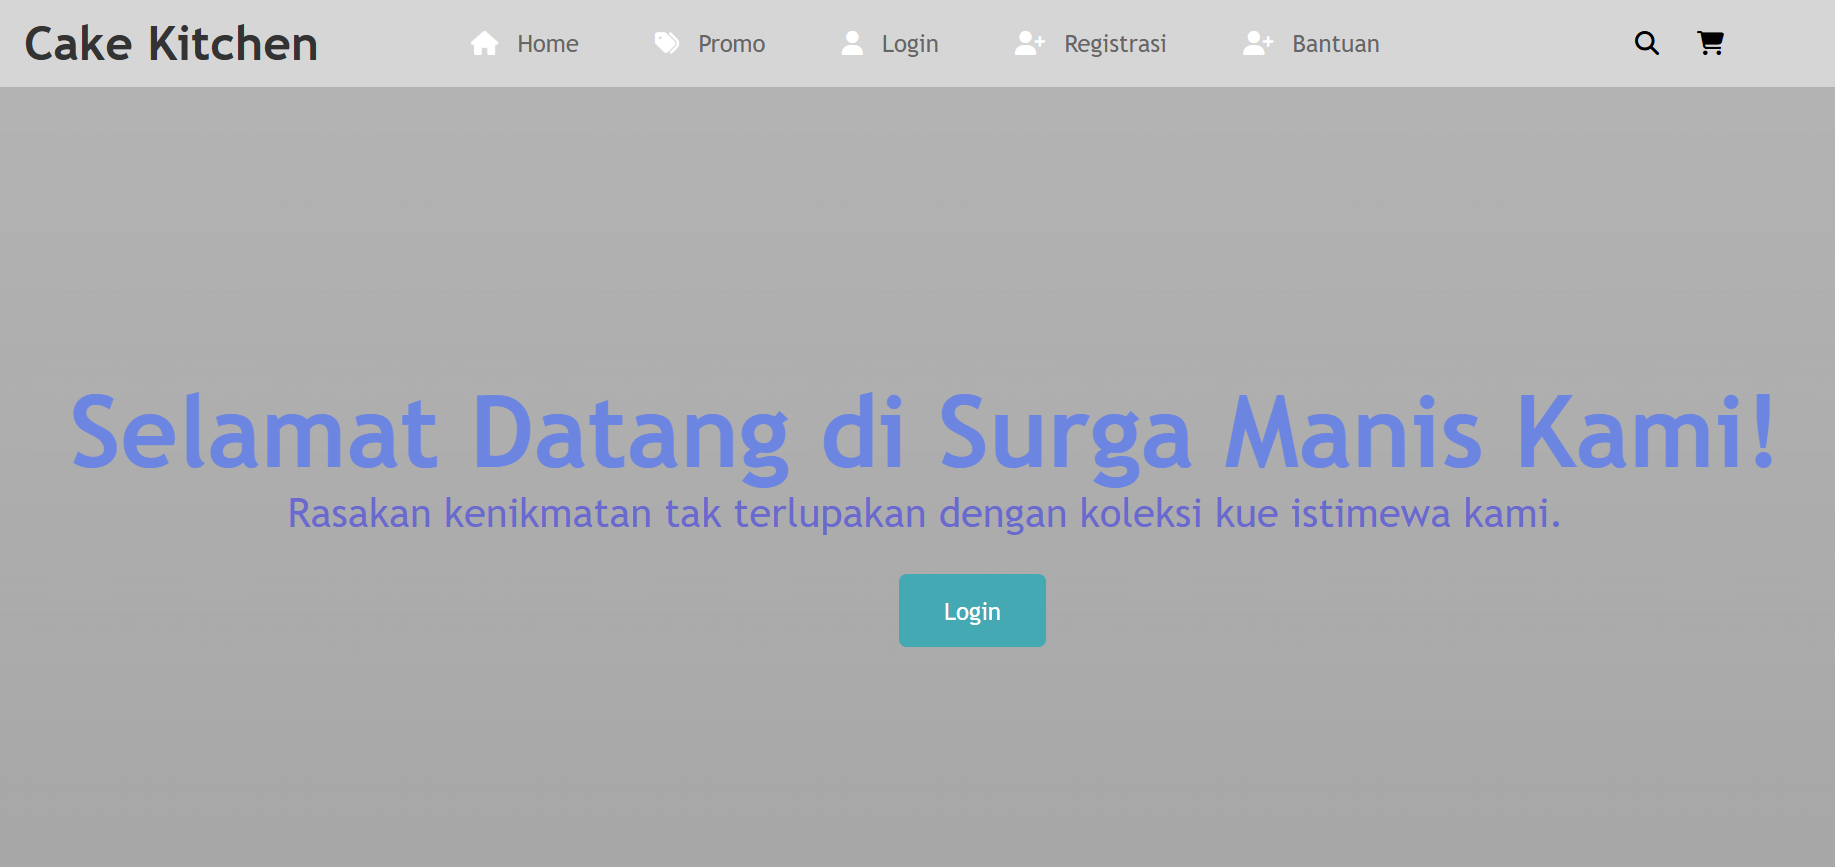 Cake Kitchen
Home
Promo
Login
Registrasi
Bantuan
Selamat Datang di Surga Manis Kami!
Rasakan kenikmatan tak terlupakan dengan koleksi kue istimewa kami.
Login